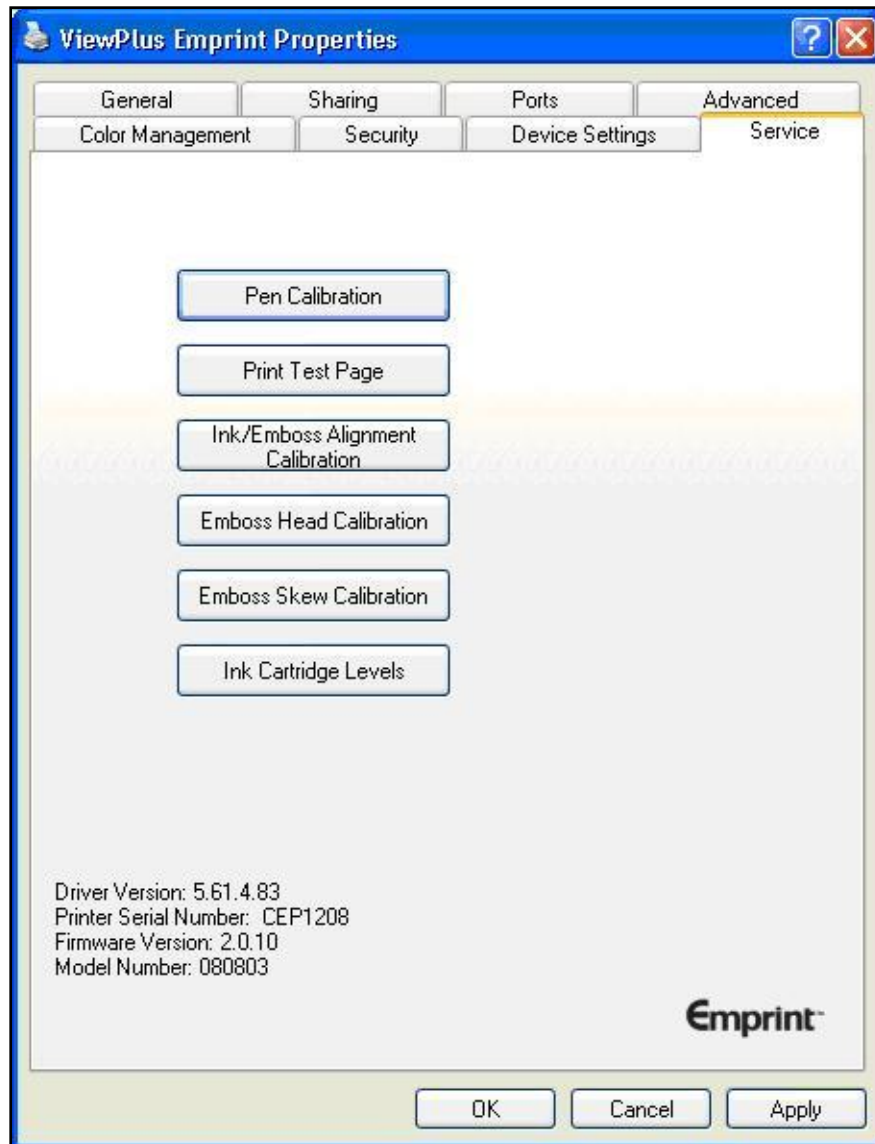 ViewPlus Emprint Properties
General Sharing Ports Advanced
Color Management Security Device Settings Service
Pen Calibration
Print Test Page
Ink/Emboss Alignment
Calibration
Emboss Head Calibration
Emboss Skew Calibration
Ink Cartridge Levels
Driver Version: 5.61.4.83
Printer Serial Number: CEP1208
Firmware Version: 2.0.10
Model Number: 080803
Emprint™
OK Cancel Apply